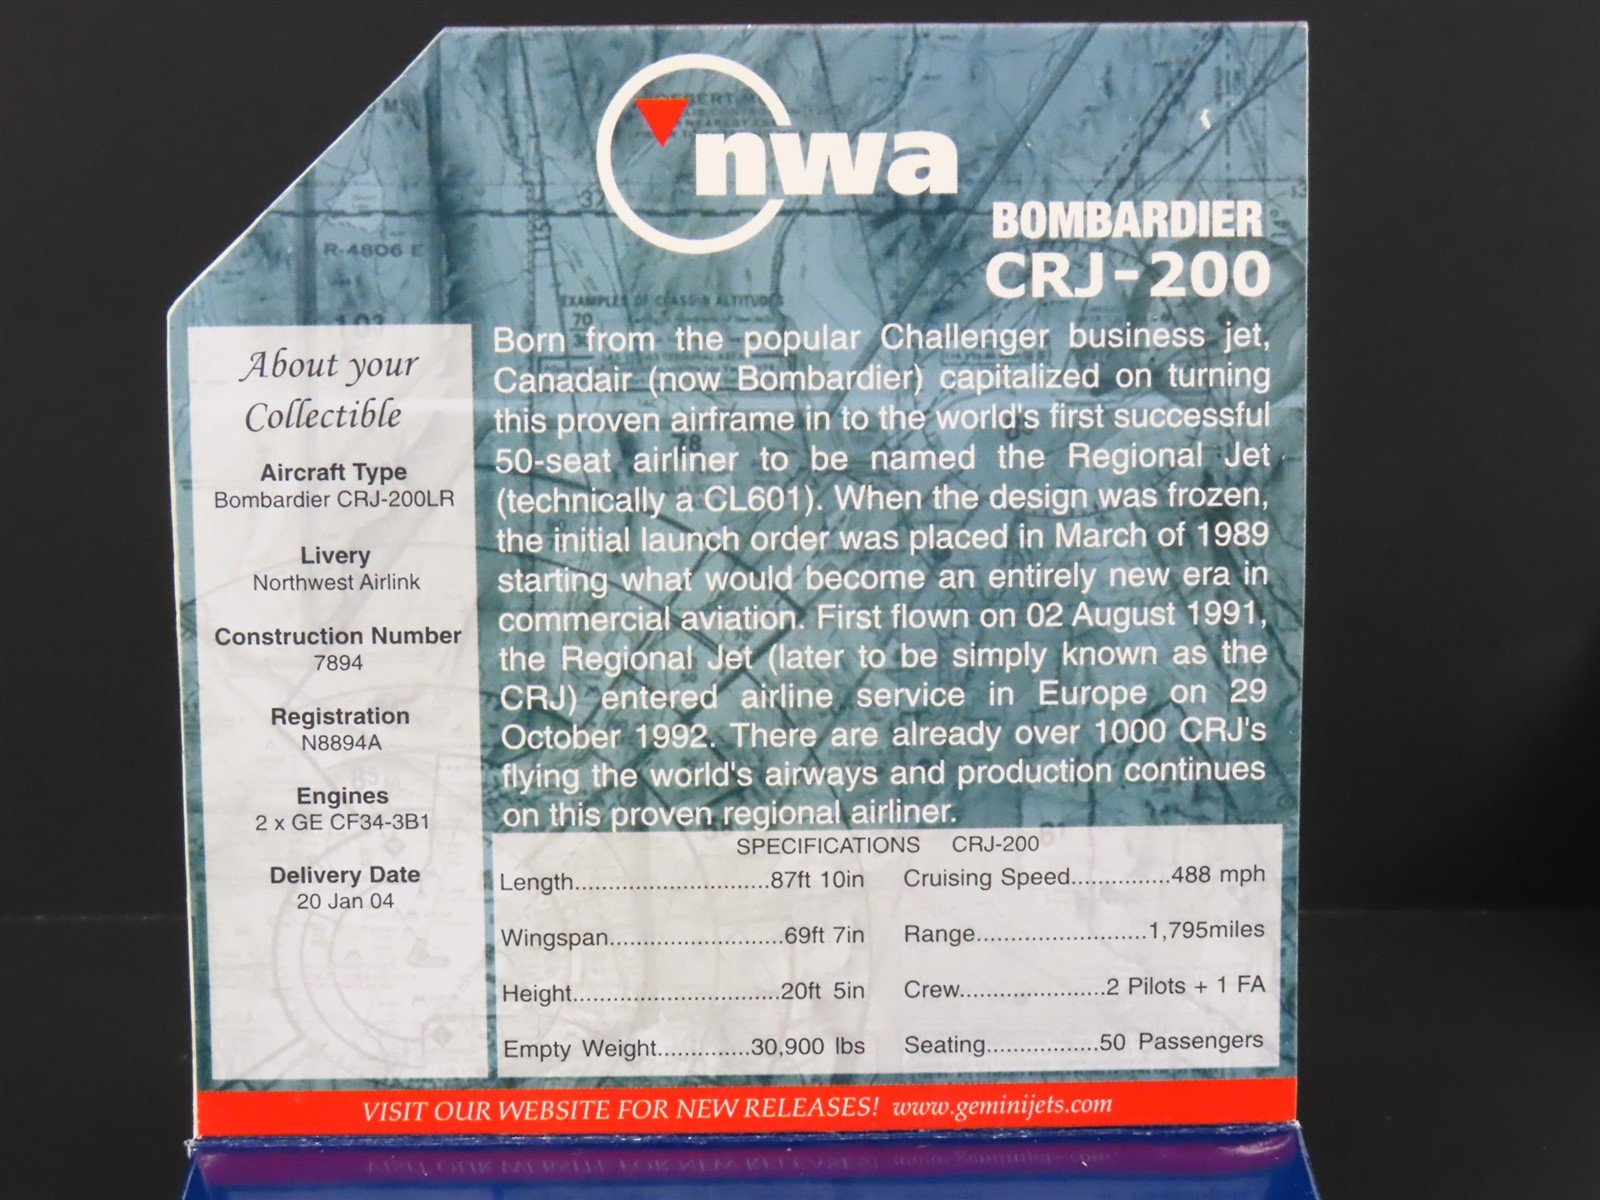 nwa
BOMBARDIER
CRJ-200
About your
Collectible
Aircraft Type
Bombardier CRJ-200LR
Livery
Northwest Airlink
Construction Number
7894
Registration
N8894A
Engines
2 x GE CF34-3B1
Delivery Date
20 Jan 04
Born from the popular Challenger business jet,
Canadair (now Bombardier) capitalized on turning
this proven airframe in to the world's first successful
50-seat airliner to be named the Regional Jet
(technically a CL601). When the design was frozen,
the initial launch order was placed in March of 1989
starting what would become an entirely new era in
commercial aviation. First flown on 02 August 1991,
the Regional Jet (later to be simply known as the
CRJ) entered airline service in Europe on 29
October 1992. There are already over 1000 CRJ's
flying the world's airways and production continues
on this proven regional airliner.
SPECIFICATIONS CRJ-200
Length.............................87ft 10in
Wingspan..........................69ft 7in
Height...............................20ft 5in
Empty Weight.............30,900 lbs
Cruising Speed...............488 mph
Range..........................1,795miles
Crew......................2 Pilots + 1 FA
Seating.................50 Passengers
VISIT OUR WEBSITE FOR NEW RELEASES! www.geminijets.com
R-4806 E
EXAMPLES OF CLASS B ALTITUDES
70